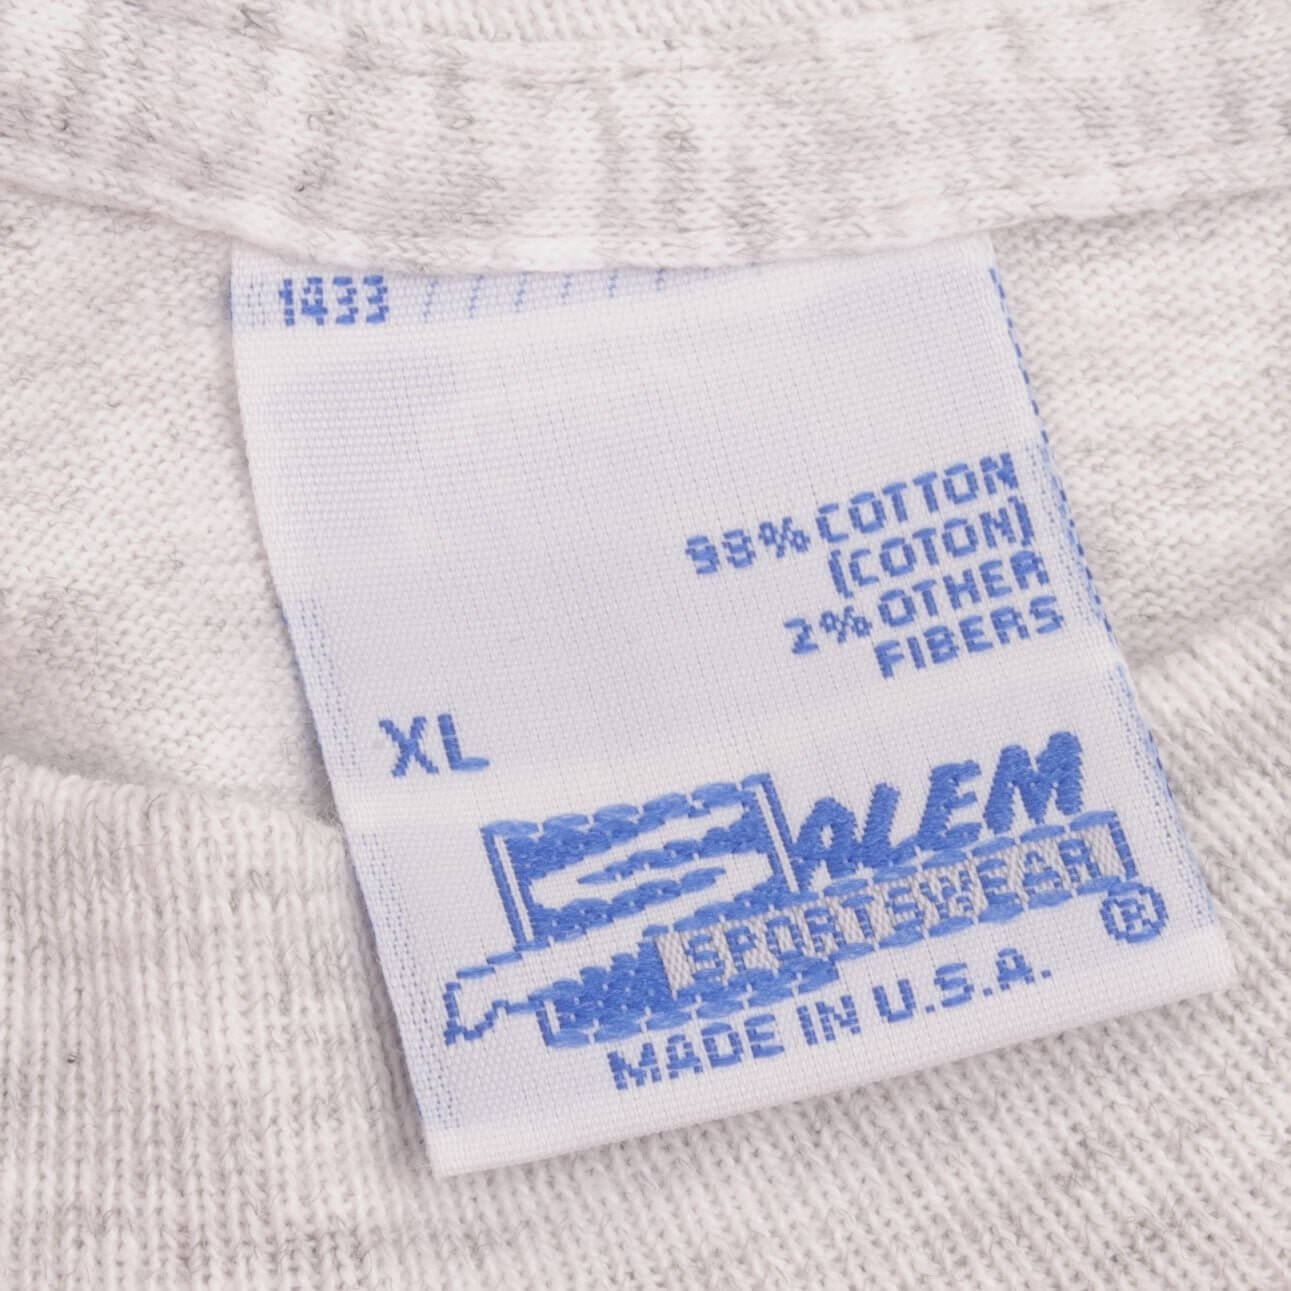 1433
98% COTTON
(COTON)
2% OTHER
FIBERS
XL
SALEM
SPORTSWEAR
®
MADE IN U.S.A.